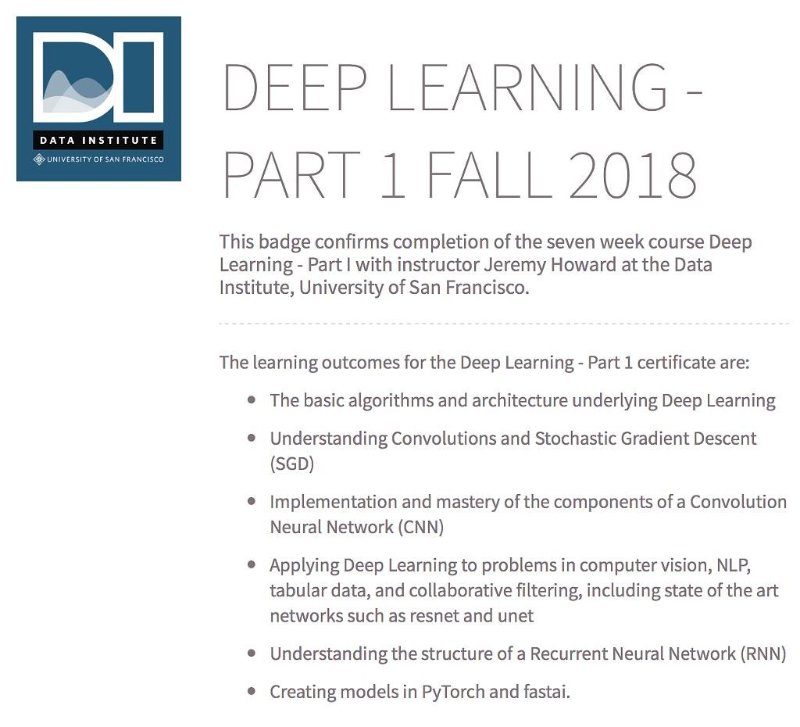 DI
DATA INSTITUTE
UNIVERSITY OF SAN FRANCISCO
DEEP LEARNING -
PART 1 FALL 2018
This badge confirms completion of the seven week course Deep
Learning - Part I with instructor Jeremy Howard at the Data
Institute, University of San Francisco.
The learning outcomes for the Deep Learning - Part 1 certificate are:
• The basic algorithms and architecture underlying Deep Learning
• Understanding Convolutions and Stochastic Gradient Descent
(SGD)
• Implementation and mastery of the components of a Convolution
Neural Network (CNN)
• Applying Deep Learning to problems in computer vision, NLP,
tabular data, and collaborative filtering, including state of the art
networks such as resnet and unet
• Understanding the structure of a Recurrent Neural Network (RNN)
• Creating models in PyTorch and fastai.